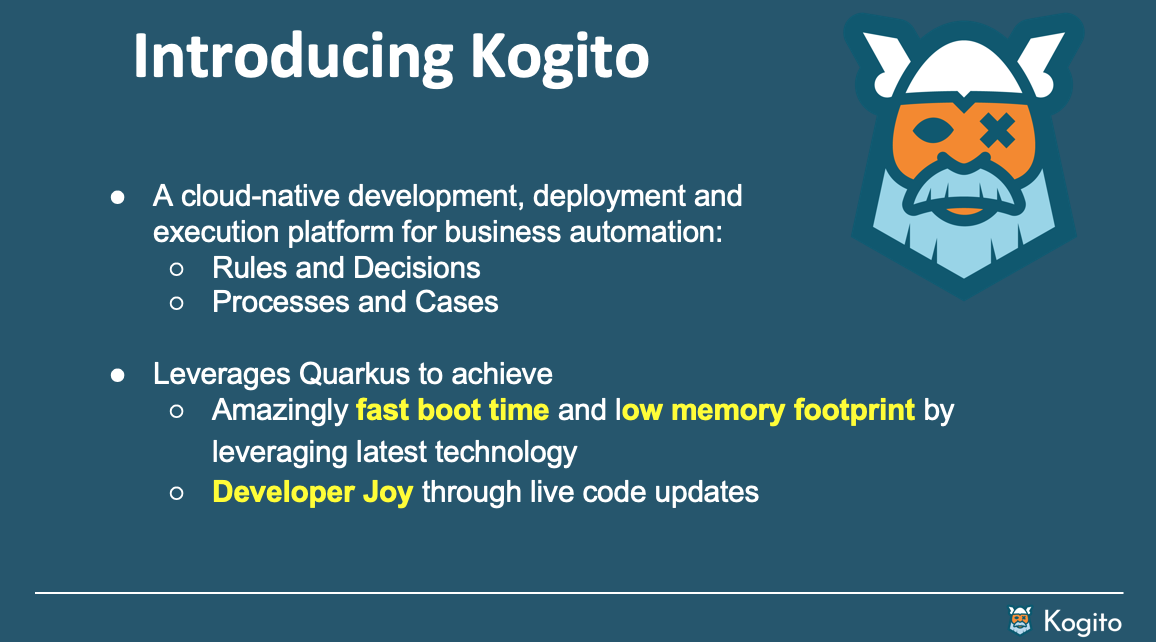 Introducing Kogito
● A cloud-native development, deployment and
execution platform for business automation:
○ Rules and Decisions
○ Processes and Cases
● Leverages Quarkus to achieve
○ Amazingly fast boot time and low memory footprint by
leveraging latest technology
○ Developer Joy through live code updates
Kogito